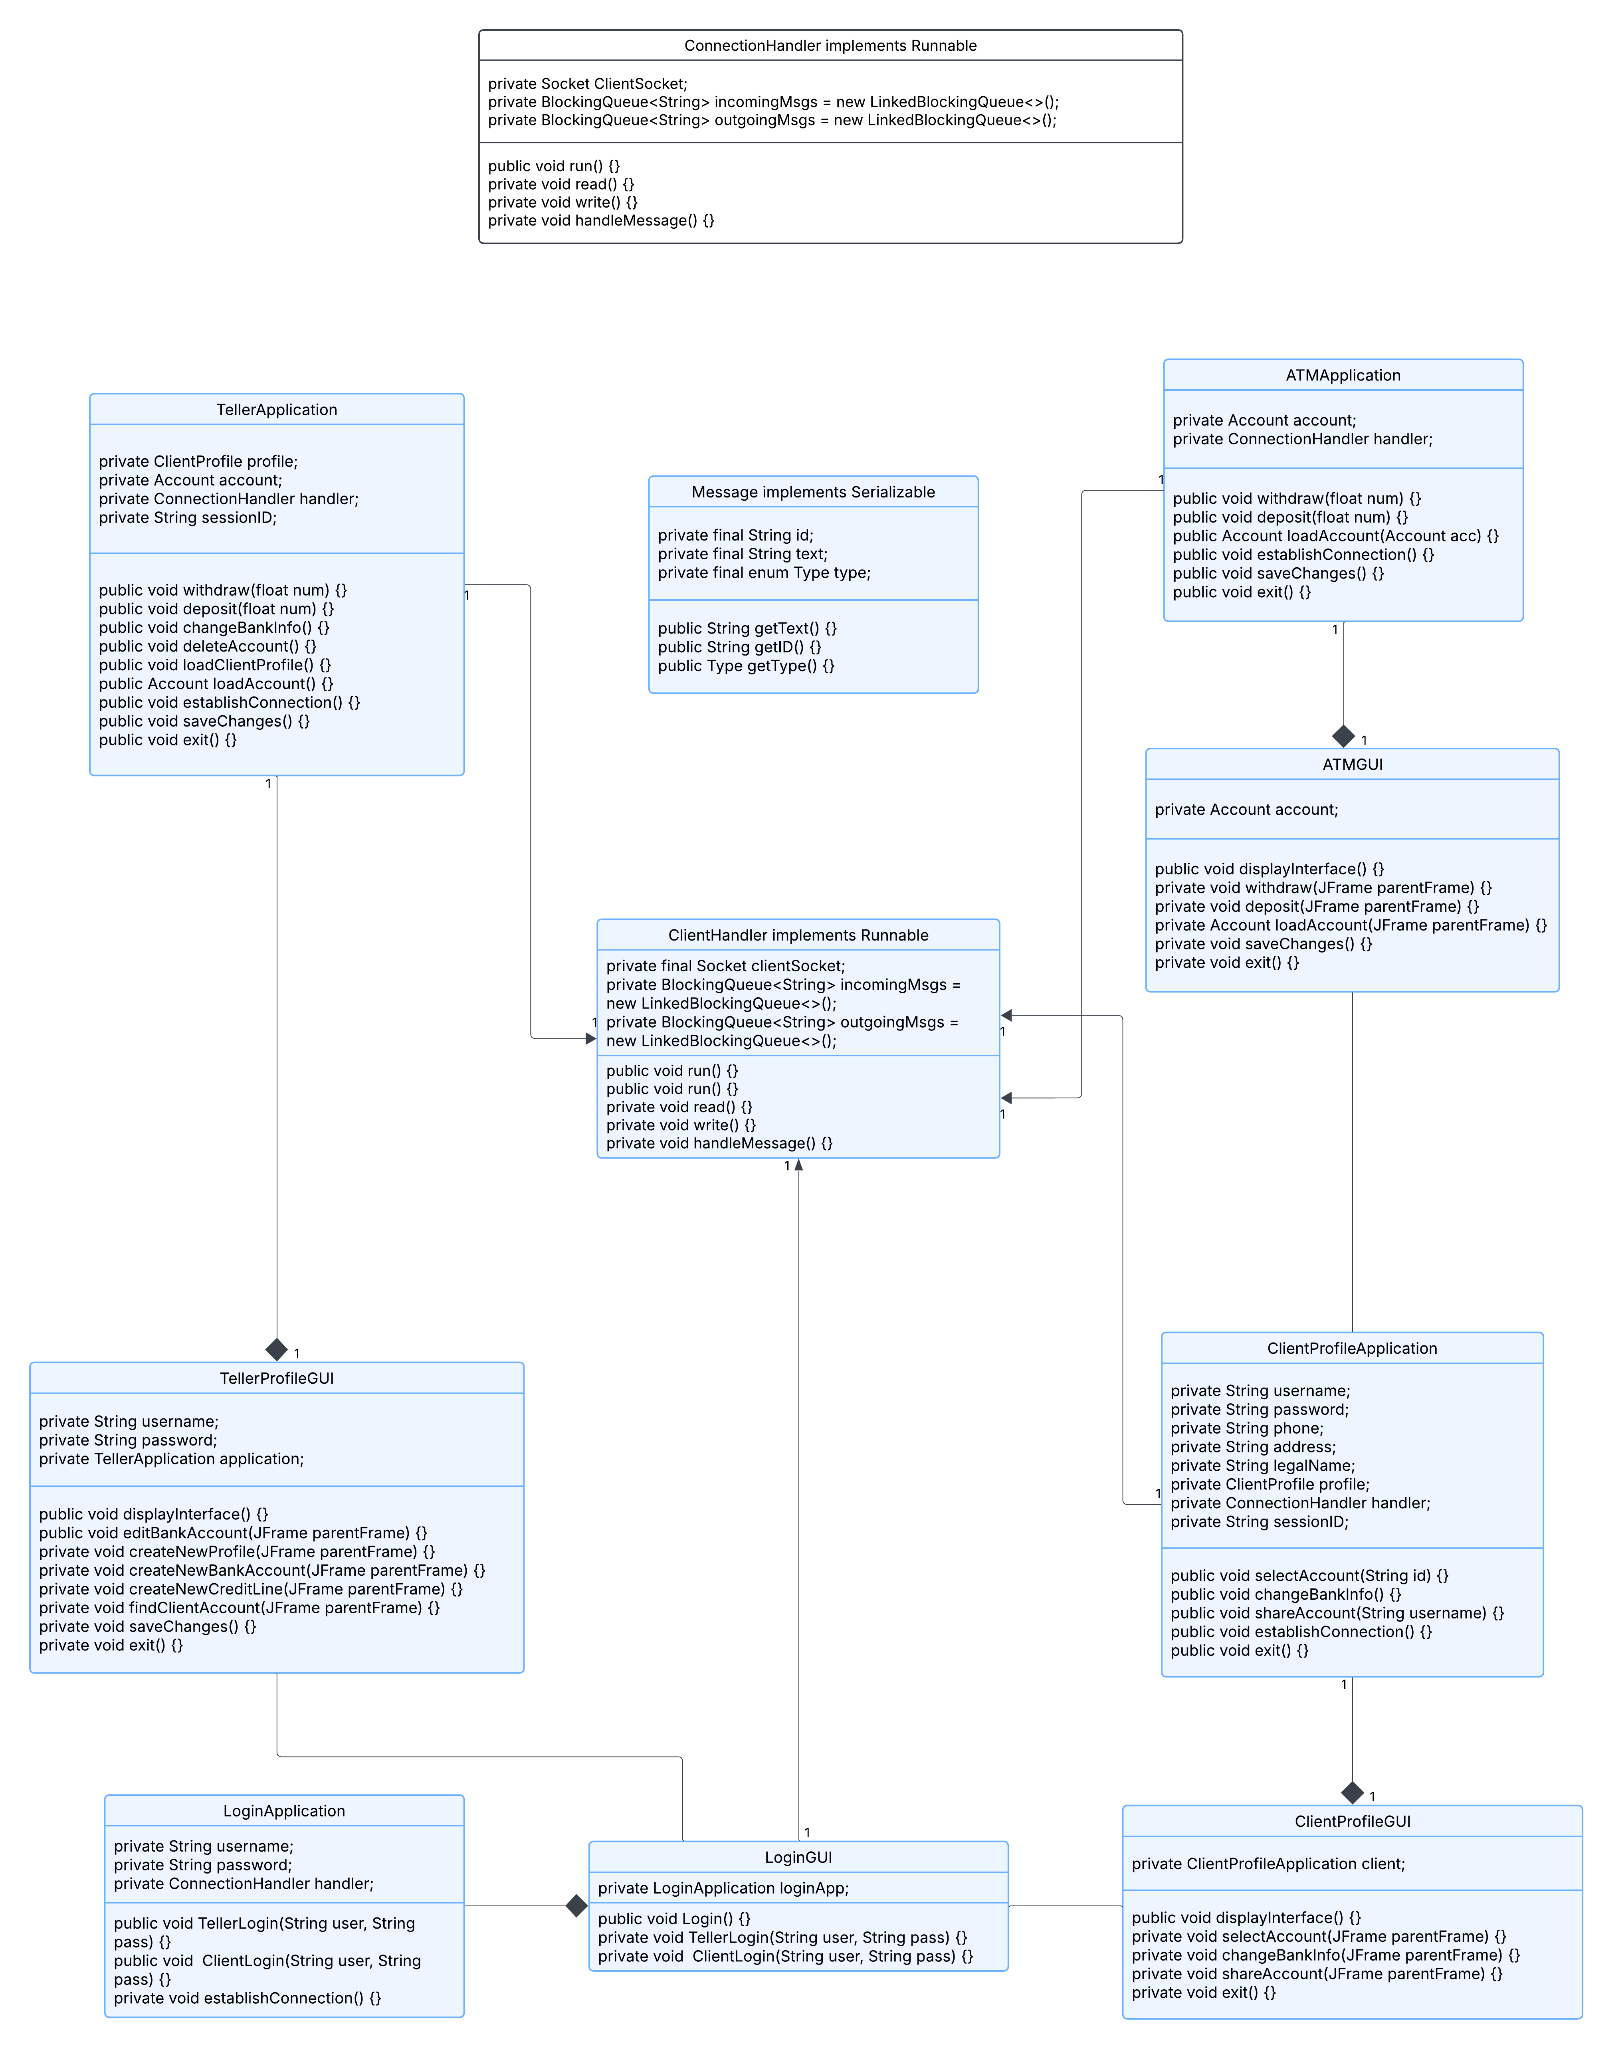 ConnectionHandler implements Runnable
private Socket ClientSocket;
private BlockingQueue<String> incomingMsgs = new LinkedBlockingQueue<>();
private BlockingQueue<String> outgoingMsgs = new LinkedBlockingQueue<>();
public void run() {}
private void read() {}
private void write() {}
private void handleMessage() {}
TellerApplication
private ClientProfile profile;
private Account account;
private ConnectionHandler handler;
private String sessionID;
public void withdraw(float num) {}
public void deposit(float num) {}
public void changeBankInfo() {}
public void deleteAccount() {}
public void loadClientProfile() {}
public Account loadAccount() {}
public void establishConnection() {}
public void saveChanges() {}
public void exit() {}
1
1
Message implements Serializable
private final String id;
private final String text;
private final enum Type type;
public String getText() {}
public String getID() {}
public Type getType() {}
ATMApplication
private Account account;
private ConnectionHandler handler;
public void withdraw(float num) {}
public void deposit(float num) {}
public Account loadAccount(Account acc) {}
public void establishConnection() {}
public void saveChanges() {}
public void exit() {}
1
1
1
ATMGUI
private Account account;
public void displayInterface() {}
private void withdraw(JFrame parentFrame) {}
private void deposit(JFrame parentFrame) {}
private Account loadAccount(JFrame parentFrame) {}
private void saveChanges() {}
private void exit() {}
ClientHandler implements Runnable
private final Socket clientSocket;
private BlockingQueue<String> incomingMsgs =
new LinkedBlockingQueue<>();
private BlockingQueue<String> outgoingMsgs =
new LinkedBlockingQueue<>();
public void run() {}
public void run() {}
private void read() {}
private void write() {}
private void handleMessage() {}
1
1
1
1
1
TellerProfileGUI
private String username;
private String password;
private TellerApplication application;
public void displayInterface() {}
public void editBankAccount(JFrame parentFrame) {}
private void createNewProfile(JFrame parentFrame) {}
private void createNewBankAccount(JFrame parentFrame) {}
private void createNewCreditLine(JFrame parentFrame) {}
private void findClientAccount(JFrame parentFrame) {}
private void saveChanges() {}
private void exit() {}
ClientProfileApplication
private String username;
private String password;
private String phone;
private String address;
private String legalName;
private ClientProfile profile;
private ConnectionHandler handler;
private String sessionID;
public void selectAccount(String id) {}
public void changeBankInfo() {}
public void shareAccount(String username) {}
public void establishConnection() {}
public void exit() {}
1
1
1
LoginApplication
private String username;
private String password;
private ConnectionHandler handler;
public void TellerLogin(String user, String
pass) {}
public void  ClientLogin(String user, String
pass) {}
private void establishConnection() {}
1
LoginGUI
private LoginApplication loginApp;
public void Login() {}
private void TellerLogin(String user, String pass) {}
private void  ClientLogin(String user, String pass) {}
ClientProfileGUI
private ClientProfileApplication client;
public void displayInterface() {}
private void selectAccount(JFrame parentFrame) {}
private void changeBankInfo(JFrame parentFrame) {}
private void shareAccount(JFrame parentFrame) {}
private void exit() {}